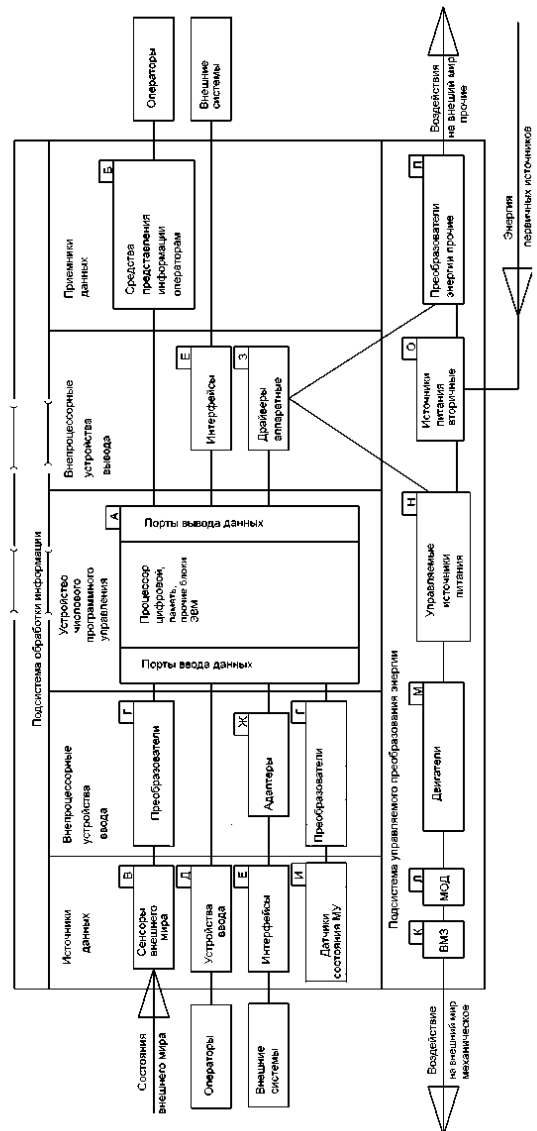 Подсистема обработки информации
Источники
данных
Внепроцессорные
устройства
ввода
Устройство
числового
программного
управления
Внепроцессорные
устройства
вывода
Приемники
данных
Состояния
внешнего мира
В
Сенсоры
внешнего
мира
Г
Преобразователи
Операторы
Д
Устройства
ввода
Внешние
системы
Е
Интерфейсы
Ж
Адаптеры
И
Датчики
состояния МУ
Г
Преобразователи
А
Порты ввода данных
Процессор
цифровой,
память,
прочие блоки
ЭВМ
Порты вывода данных
Б
Средства
представления
информации
операторам
Операторы
Е
Интерфейсы
Внешние
системы
З
Драйверы
аппаратные
Подсистема управляемого преобразования энергии
Воздействие
на внешний мир
механическое
К
ВМЗ
Л
МОД
М
Двигатели
Н
Управляемые
источники
питания
О
Источники
питания
вторичные
П
Преобразователи
энергии прочие
Воздействия
на внеший мир
прочие
Энергия
первичных источников